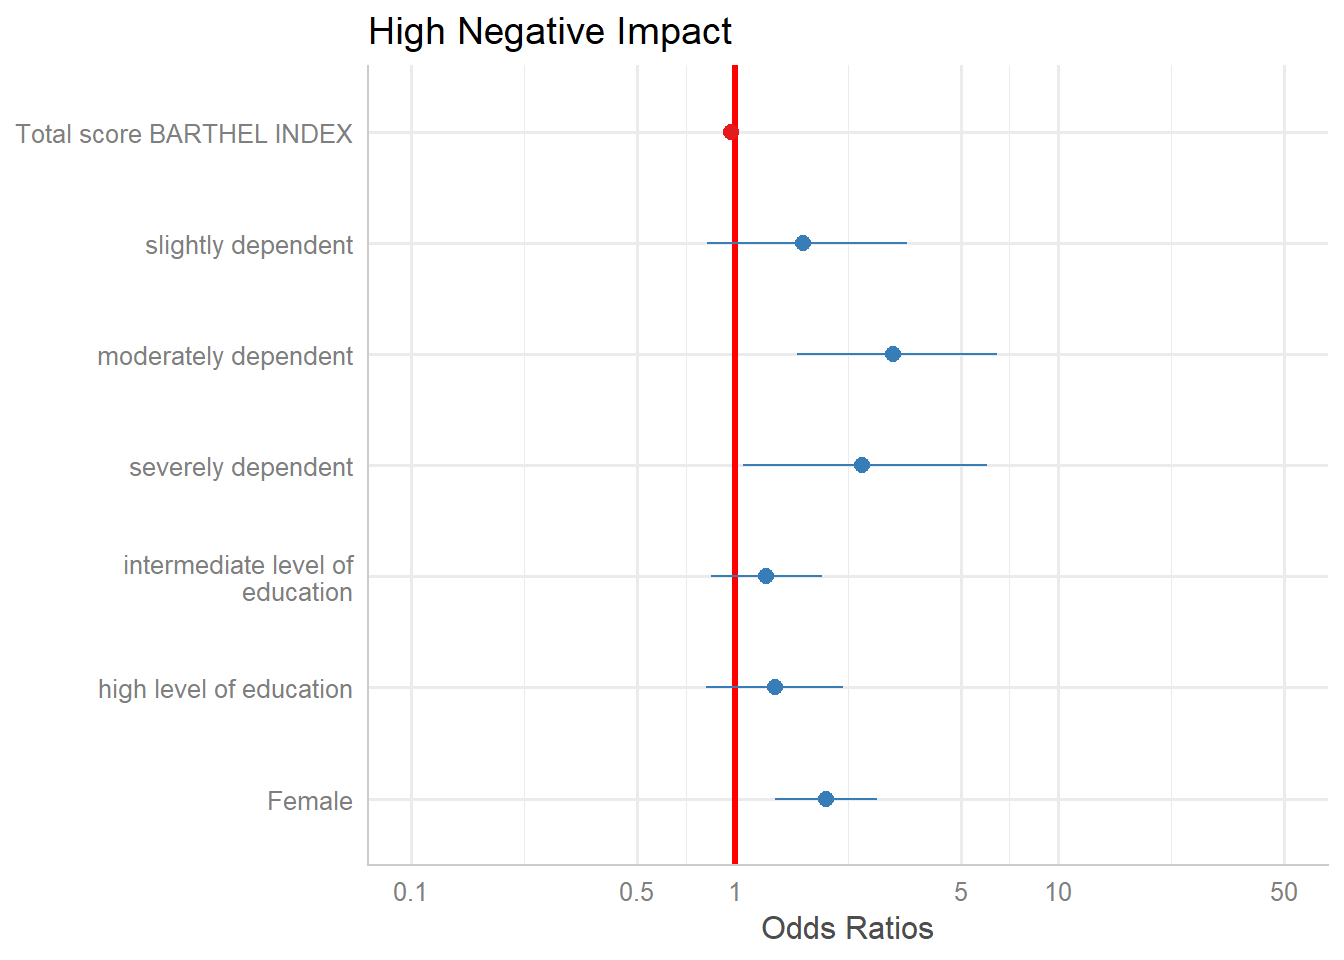 High Negative Impact
Total score BARTHEL INDEX
slightly dependent
moderately dependent
severely dependent
intermediate level of
education
high level of education
Female
0.1 0.5 1 5 10 50
Odds Ratios